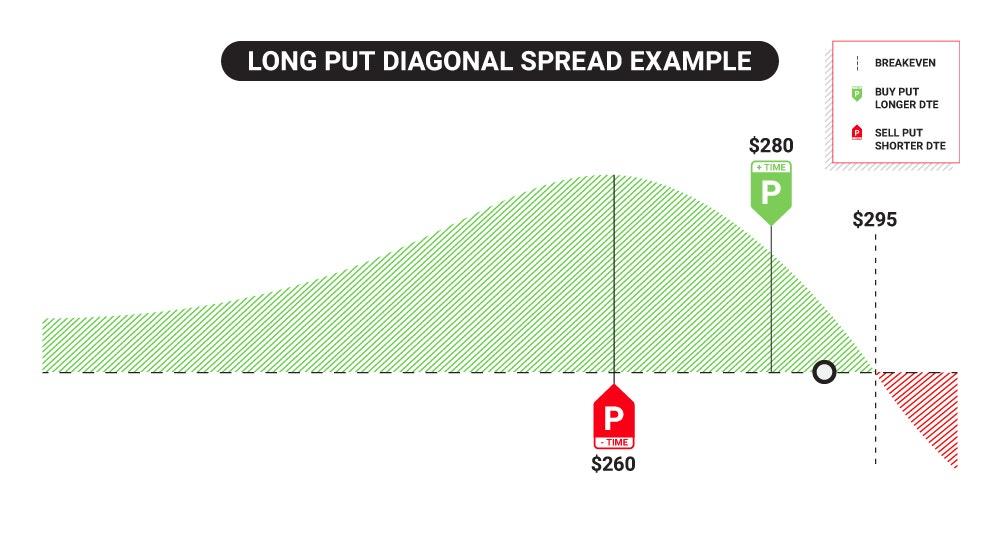 LONG PUT DIAGONAL SPREAD EXAMPLE
BREAKEVEN
P
BUY PUT
LONGER DTE
P
SELL PUT
SHORTER DTE
$280
+ TIME
P
$295
P
- TIME
$260